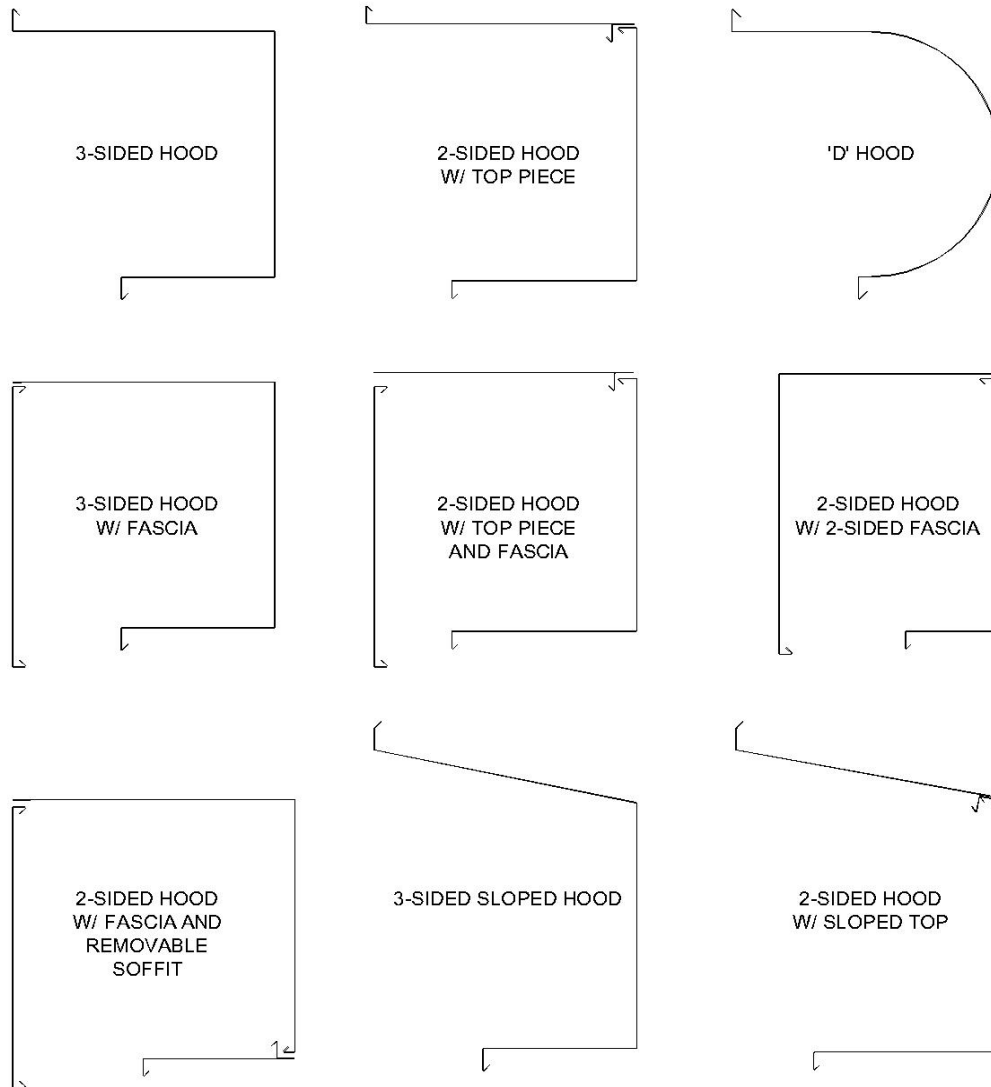 3-SIDED HOOD
2-SIDED HOOD
W/ TOP PIECE
'D' HOOD
3-SIDED HOOD
W/ FASCIA
2-SIDED HOOD
W/ TOP PIECE
AND FASCIA
2-SIDED HOOD
W/ 2-SIDED FASCIA
2-SIDED HOOD
W/ FASCIA AND
REMOVABLE
SOFFIT
3-SIDED SLOPED HOOD
2-SIDED HOOD
W/ SLOPED TOP